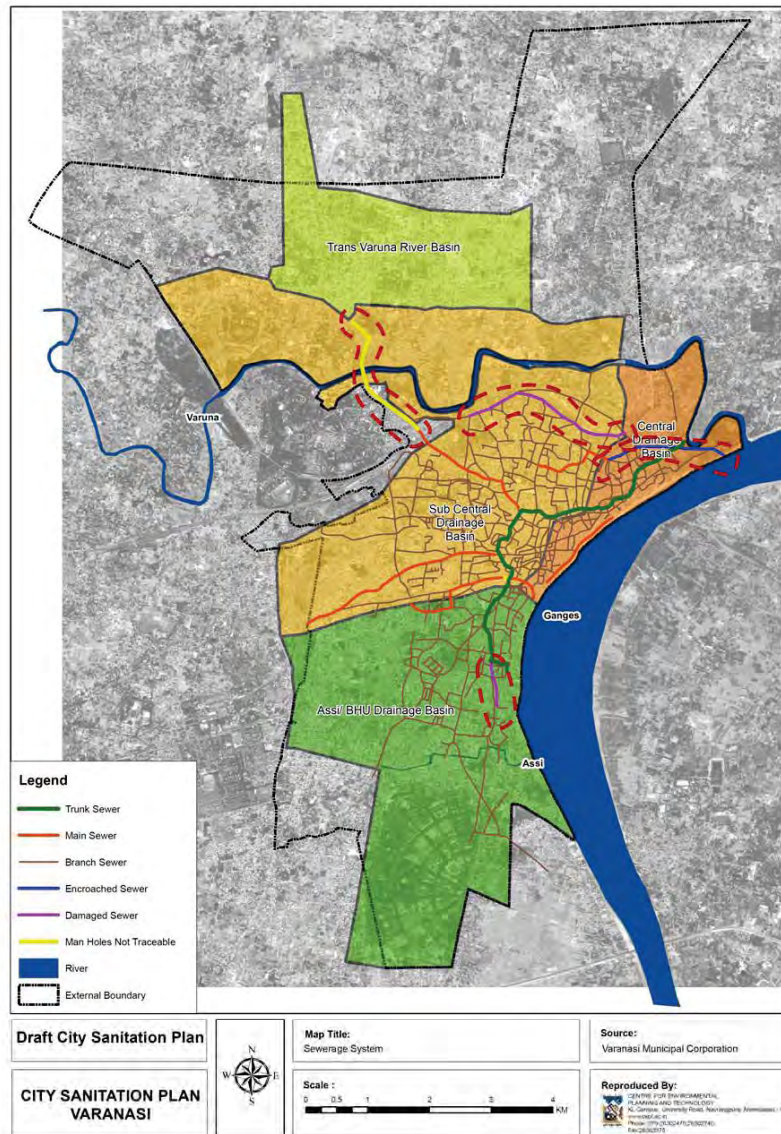 Trans Varuna River Basin
Varuna
Central
Drainage
Basin
Sub Central
Drainage
Basin
Ganges
Assi/ BHU Drainage Basin
Assi
Legend
Trunk Sewer
Main Sewer
Branch Sewer
Encroached Sewer
Damaged Sewer
Man Holes Not Traceable
River
External Boundary
Draft City Sanitation Plan
CITY SANITATION PLAN
VARANASI
N
W E
S
Map Title:
Sewerage System
Scale :
0 0.5 1 2 3 4
KM
Source:
Varanasi Municipal Corporation
Reproduced By:
CENTRE FOR ENVIRONMENTAL
PLANNING AND TECHNOLOGY